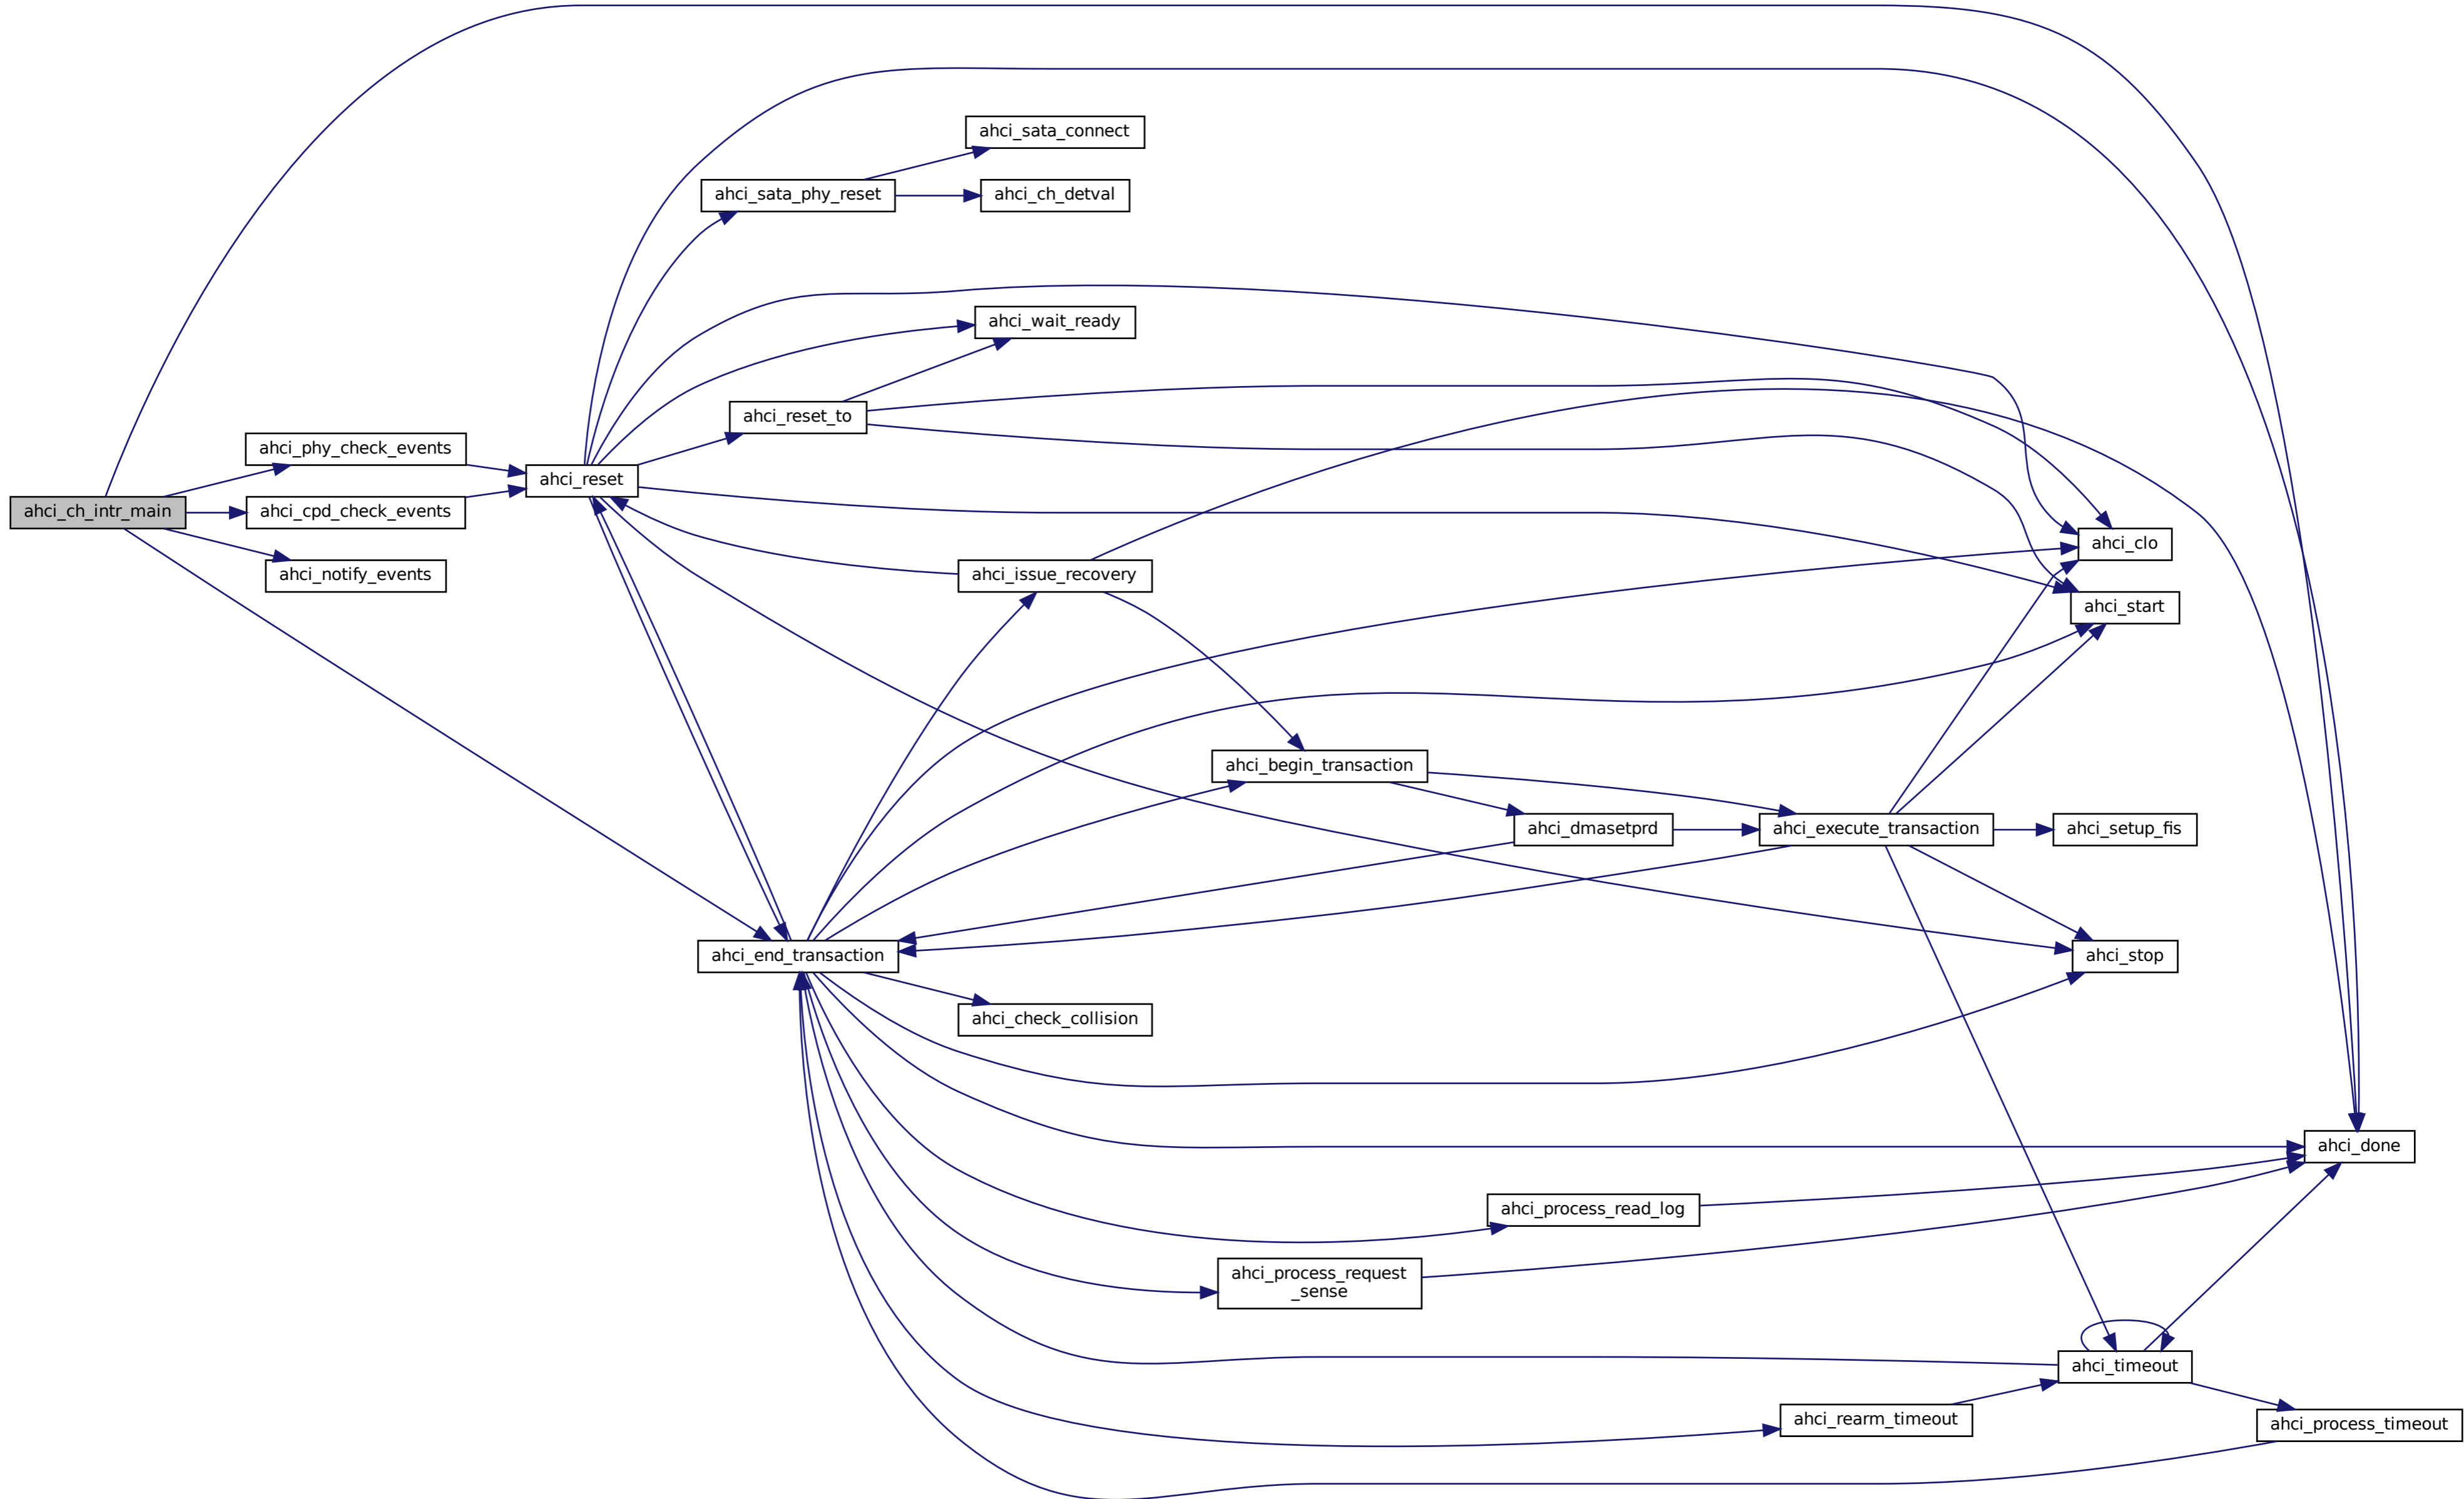 ahci_sata_connect
ahci_sata_phy_reset
ahci_ch_detval
ahci_wait_ready
ahci_reset_to
ahci_phy_check_events
ahci_reset
ahci_ch_intr_main
ahci_cpd_check_events
ahci_clo
ahci_notify_events
ahci_issue_recovery
ahci_start
ahci_begin_transaction
ahci_dmasetprd
ahci_execute_transaction
ahci_setup_fis
ahci_end_transaction
ahci_stop
ahci_check_collision
ahci_done
ahci_process_read_log
ahci_process_request
_sense
ahci_timeout
ahci_rearm_timeout
ahci_process_timeout